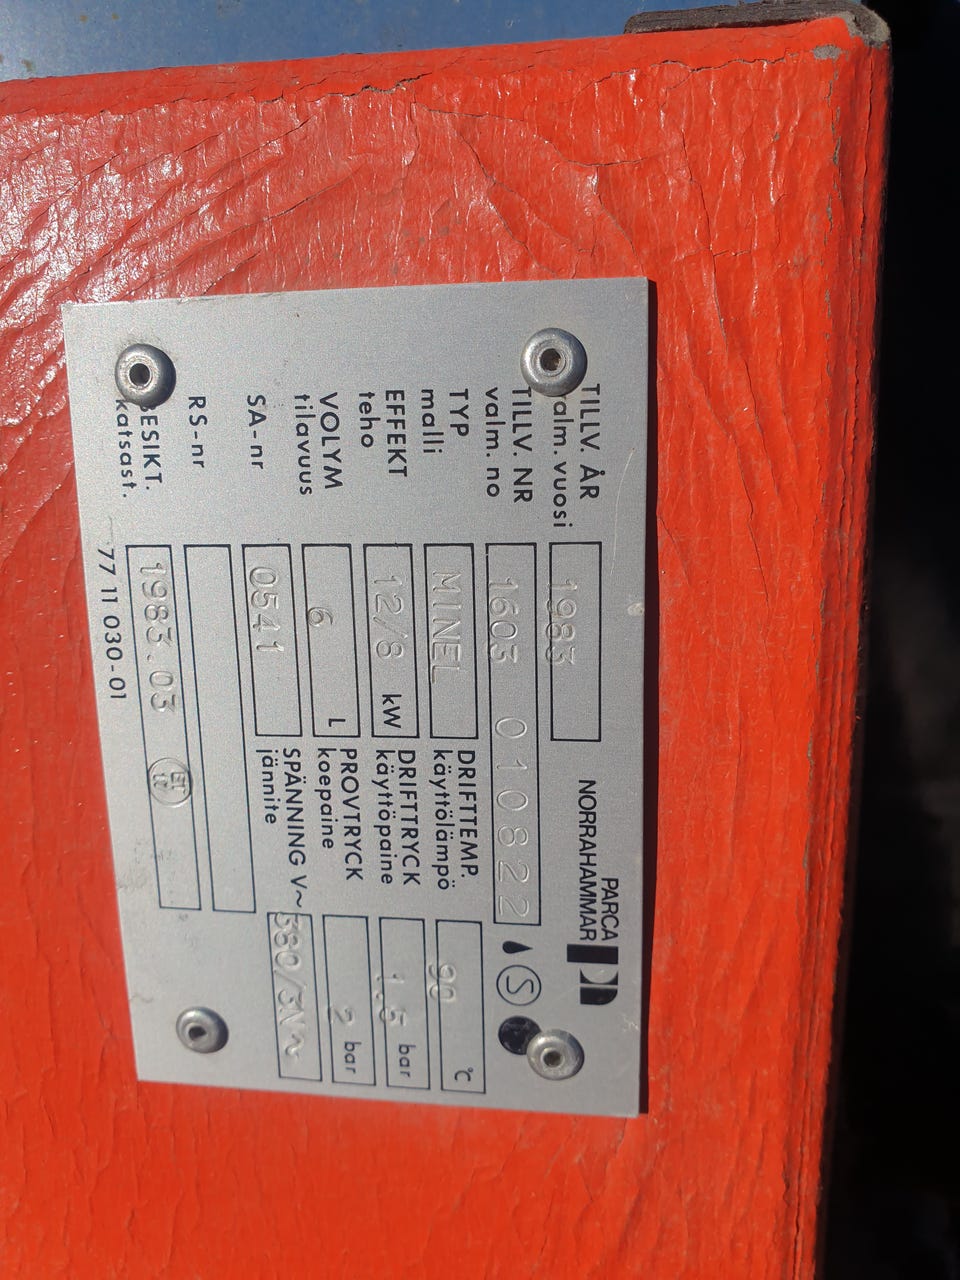 PARCA
NORRAHAMMAR
TILLV. ÅR 1983
valm. vuosi
TILLV. NR 1603 010822
valm. no
TYP MINEL DRIFTTEMP. 90 °C
malli käyttölämpö
EFFEKT 12/8 kW DRIFTTRYCK 1.5 bar
teho käyttöpaine
VOLYM 6 L PROVTRYCK 2 bar
tilavuus koepaine
SA-nr 0541 SPÄNNING V~ 380/3N~
jännite
RS-nr
BESIKT. 1983.03
katsast.
77 11 030-01